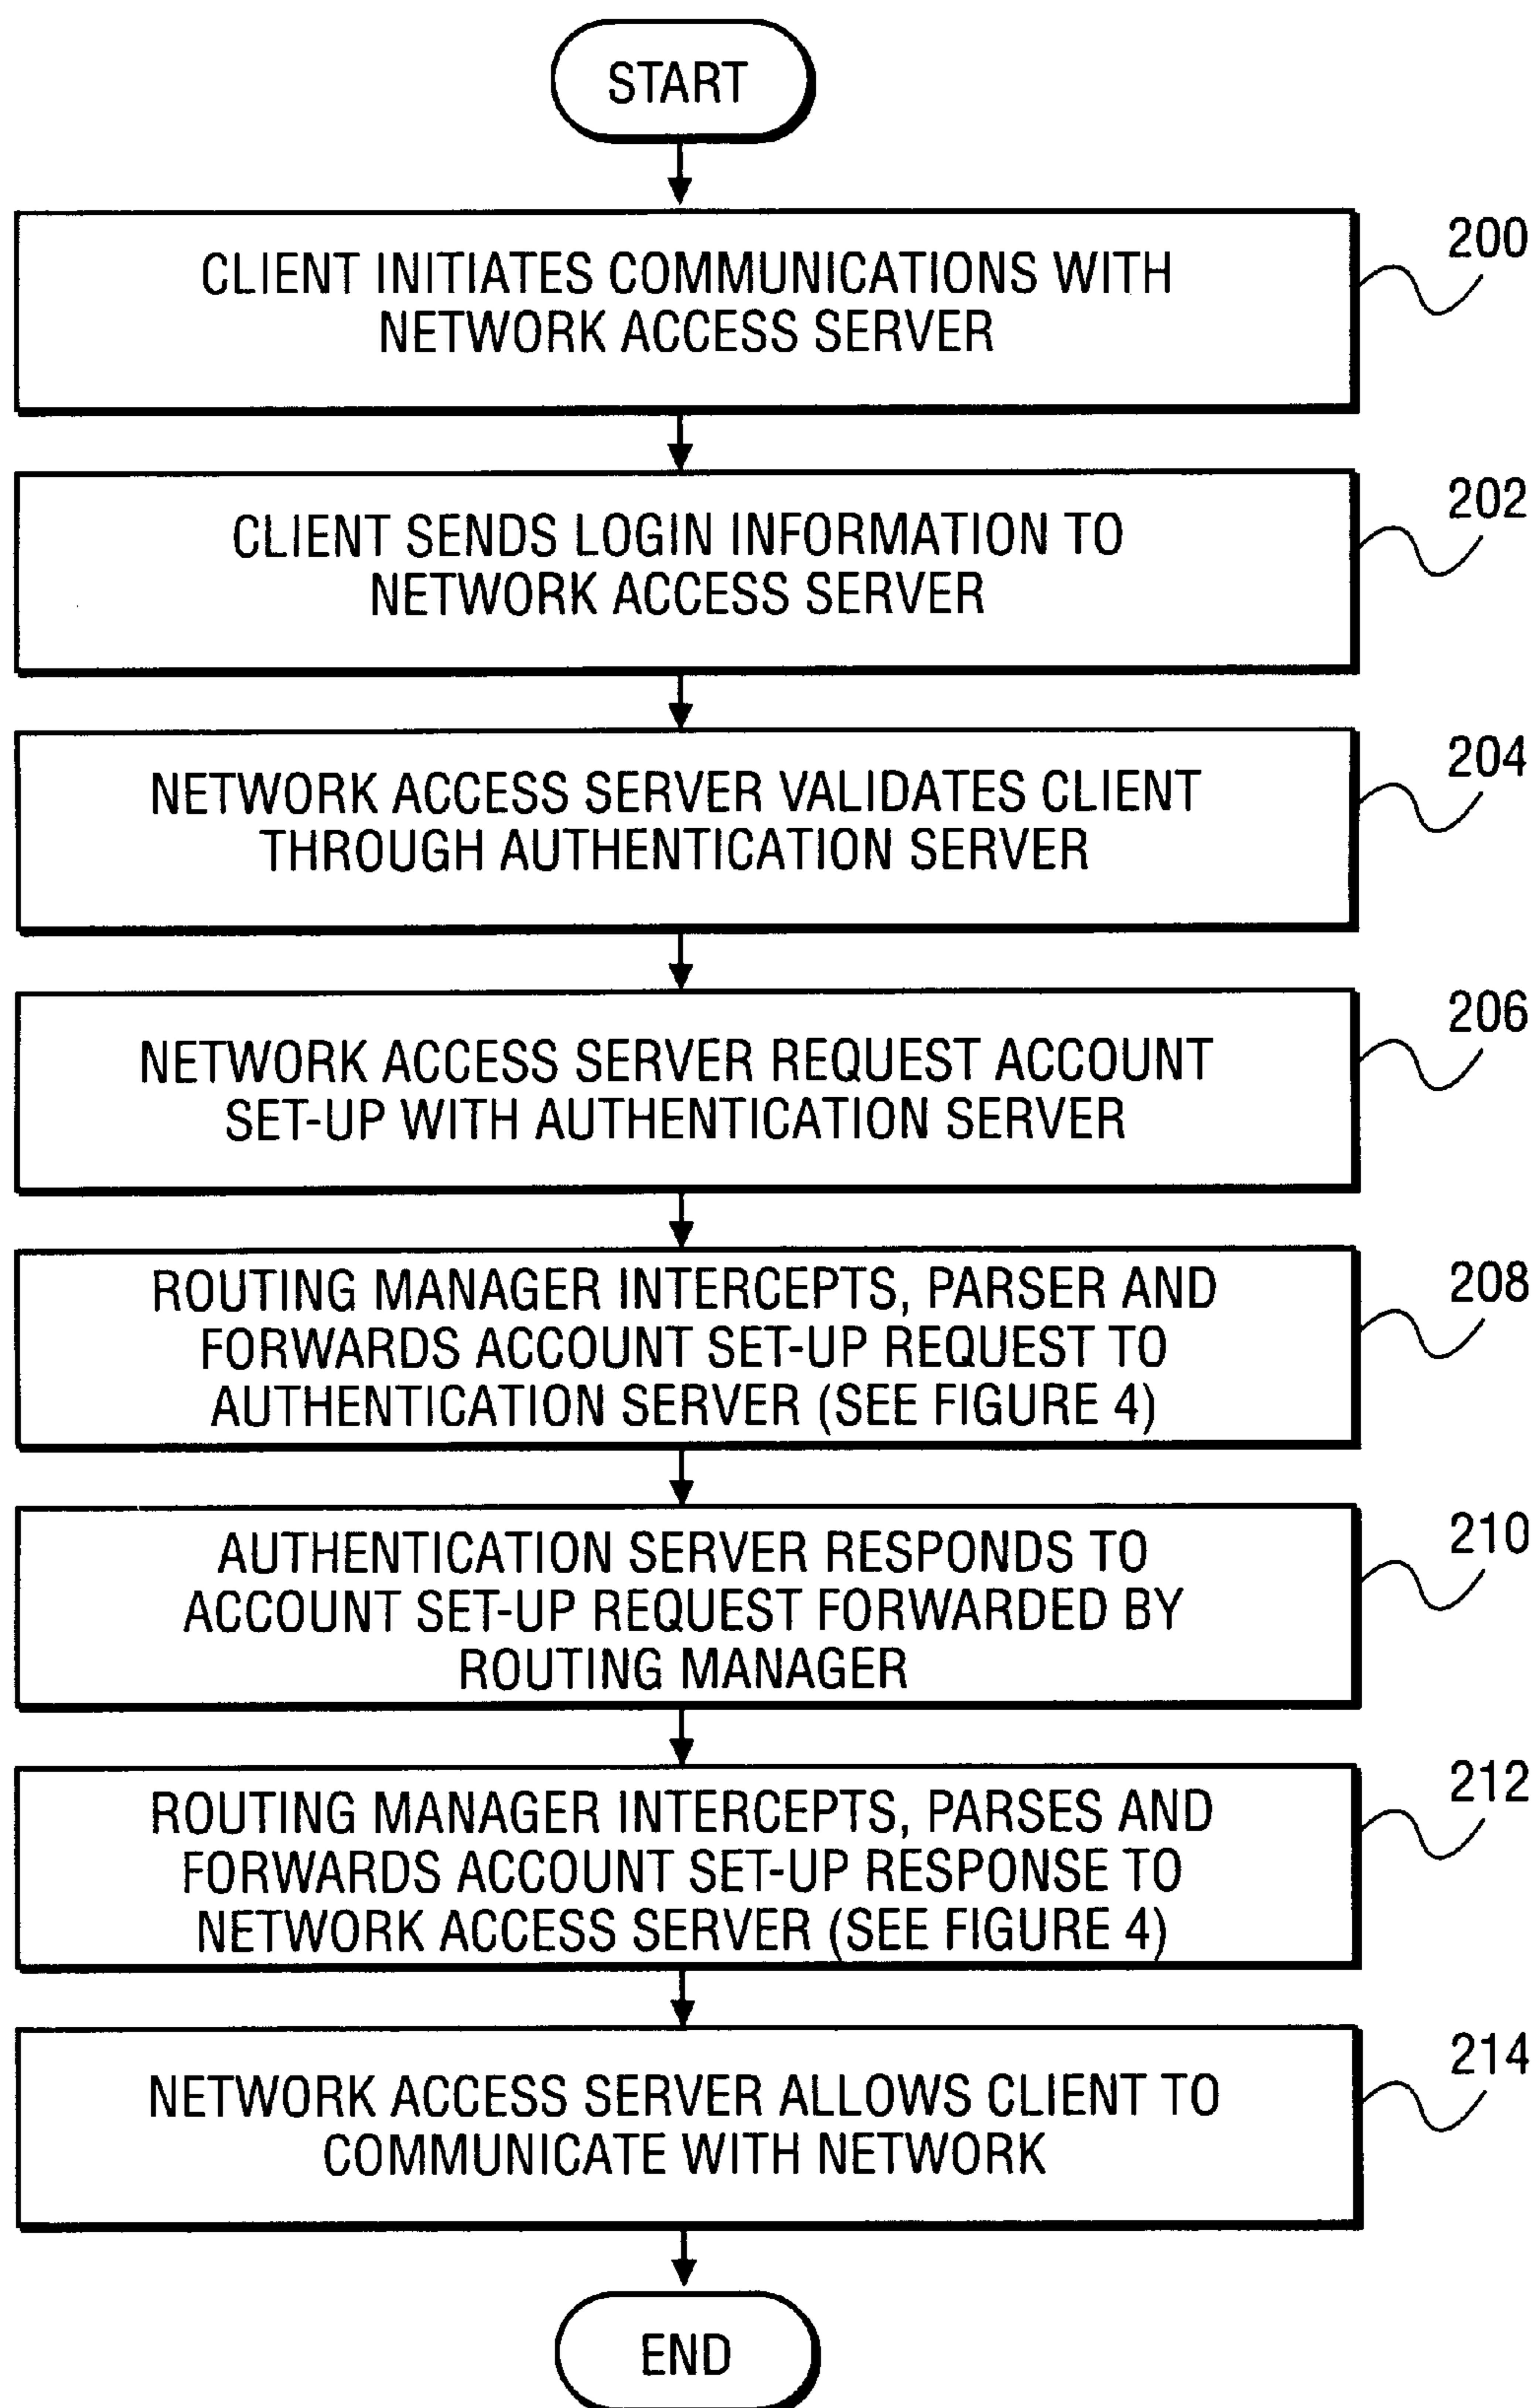 START
CLIENT INITIATES COMMUNICATIONS WITH
NETWORK ACCESS SERVER
200
CLIENT SENDS LOGIN INFORMATION TO
NETWORK ACCESS SERVER
202
NETWORK ACCESS SERVER VALIDATES CLIENT
THROUGH AUTHENTICATION SERVER
204
NETWORK ACCESS SERVER REQUEST ACCOUNT
SET-UP WITH AUTHENTICATION SERVER
206
ROUTING MANAGER INTERCEPTS, PARSER AND
FORWARDS ACCOUNT SET-UP REQUEST TO
AUTHENTICATION SERVER (SEE FIGURE 4)
208
AUTHENTICATION SERVER RESPONDS TO
ACCOUNT SET-UP REQUEST FORWARDED BY
ROUTING MANAGER
210
ROUTING MANAGER INTERCEPTS, PARSES AND
FORWARDS ACCOUNT SET-UP RESPONSE TO
NETWORK ACCESS SERVER (SEE FIGURE 4)
212
NETWORK ACCESS SERVER ALLOWS CLIENT TO
COMMUNICATE WITH NETWORK
214
END